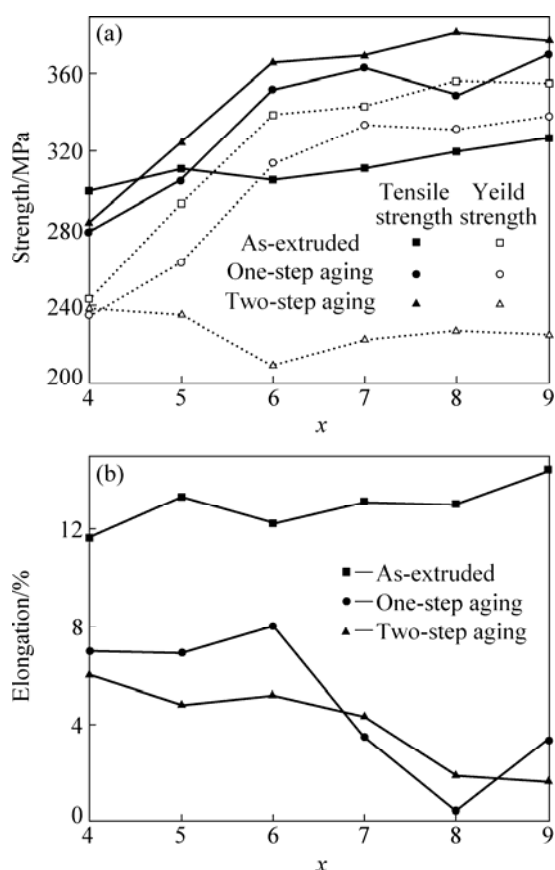 (a)
360
320
280
240
200
Strength/MPa
Tensile Yeild
strength strength
As-extruded
One-step aging
Two-step aging
4 5 6 7 8 9
x
(b)
12
8
4
0
Elongation/%
As-extruded
One-step aging
Two-step aging
4 5 6 7 8 9
x